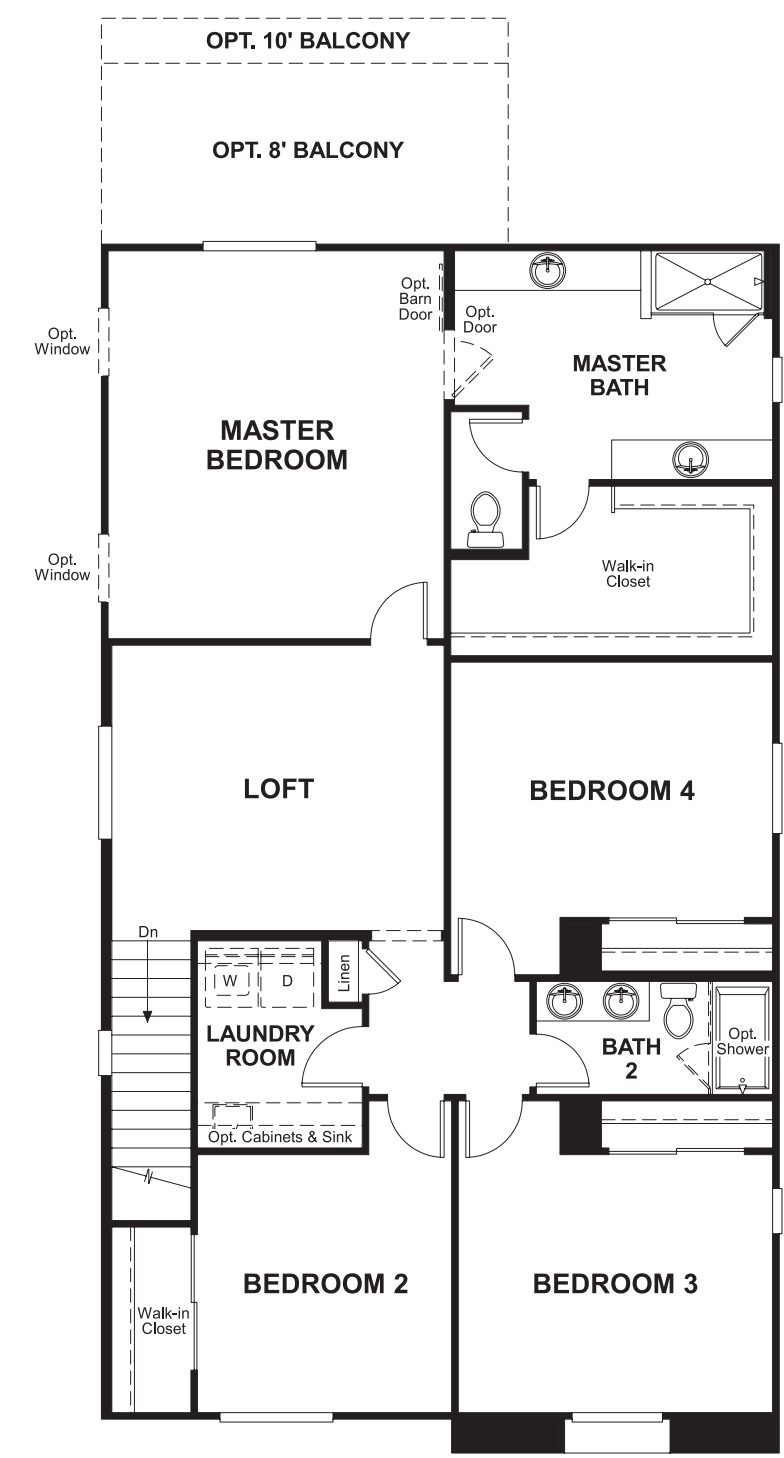 OPT. 10' BALCONY
OPT. 8' BALCONY
Opt.
Barn
Door
Opt.
Door
Opt.
Window
MASTER
BATH
MASTER
BEDROOM
Opt.
Window
Walk-in
Closet
LOFT
BEDROOM 4
Dn
W
D
Linen
LAUNDRY
ROOM
BATH
2
Opt.
Shower
Opt. Cabinets & Sink
BEDROOM 2
BEDROOM 3
Walk-in
Closet